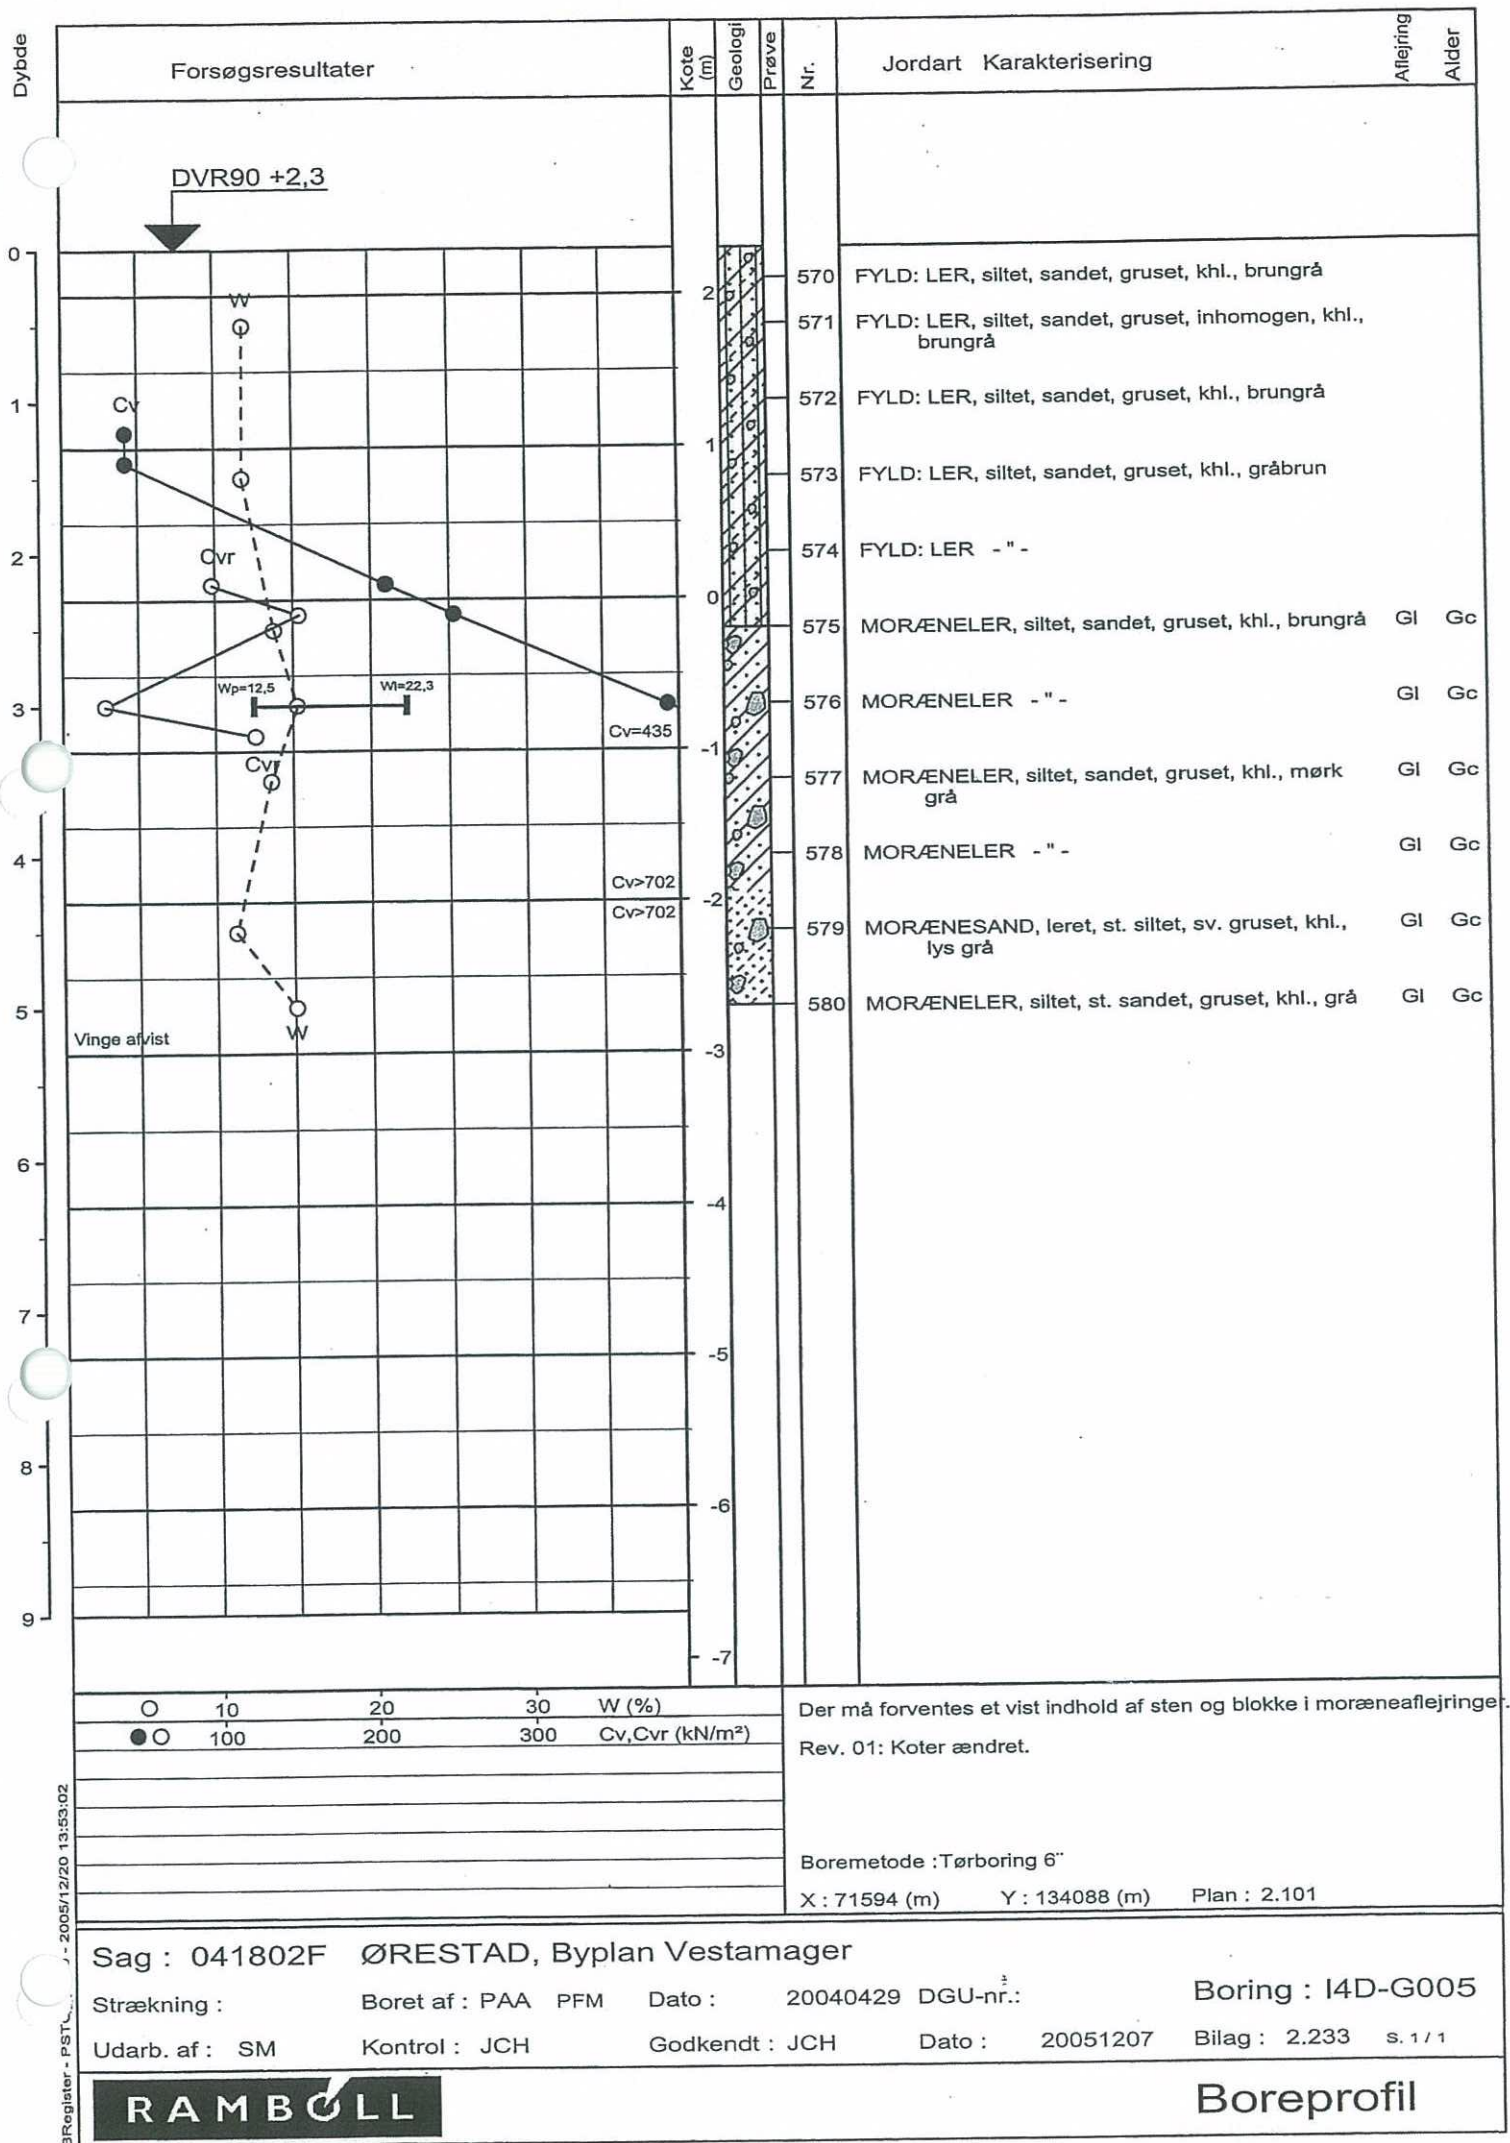 Dybde
Forsøgsresultater
Kote (m)
Geologi
Prøve
Nr.
Jordart Karakterisering
Aflejring
Alder
DVR90 +2,3
0
1
2
3
4
5
6
7
8
9
W
Cv
Cvr
Wp=12,5
Wl=22,3
Cv=435
Cvr
Cv>702
Cv>702
W
Vinge afvist
2
1
0
-1
-2
-3
-4
-5
-6
-7
570 FYLD: LER, siltet, sandet, gruset, khl., brungrå
571 FYLD: LER, siltet, sandet, gruset, inhomogen, khl.,
brungrå
572 FYLD: LER, siltet, sandet, gruset, khl., brungrå
573 FYLD: LER, siltet, sandet, gruset, khl., gråbrun
574 FYLD: LER - " -
575 MORÆNELER, siltet, sandet, gruset, khl., brungrå Gl Gc
576 MORÆNELER - " - Gl Gc
577 MORÆNELER, siltet, sandet, gruset, khl., mørk Gl Gc
grå
578 MORÆNELER - " - Gl Gc
579 MORÆNESAND, leret, st. siltet, sv. gruset, khl., Gl Gc
lys grå
580 MORÆNELER, siltet, st. sandet, gruset, khl., grå Gl Gc
10 20 30 W (%)
100 200 300 Cv,Cvr (kN/m²)
Der må forventes et vist indhold af sten og blokke i moræneaflejringer.
Rev. 01: Koter ændret.
Boremetode :Tørboring 6¨
X : 71594 (m) Y : 134088 (m) Plan : 2.101
BRegister - PST
- 2005/12/20 13:53:02
Sag : 041802F ØRESTAD, Byplan Vestamager
Strækning : Boret af : PAA PFM Dato : 20040429 DGU-nr.: Boring : I4D-G005
Udarb. af : SM Kontrol : JCH Godkendt : JCH Dato : 20051207 Bilag : 2.233 S. 1 / 1
RAMBØLL
Boreprofil